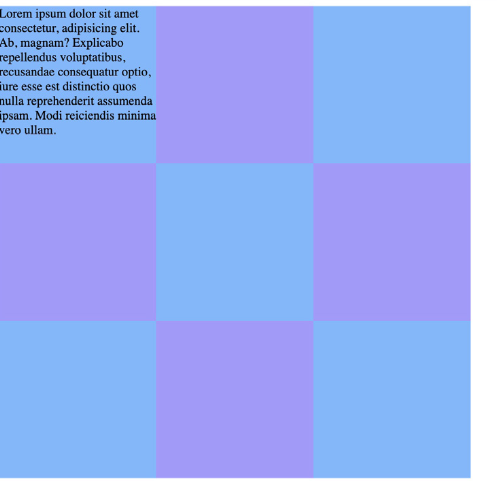 Lorem ipsum dolor sit amet
consectetur, adipisicing elit.
Ab, magnam? Explicabo
repellendus voluptatibus,
recusandae consequatur optio,
iure esse est distinctio quos
nulla reprehenderit assumenda
ipsam. Modi reiciendis minima
vero ullam.